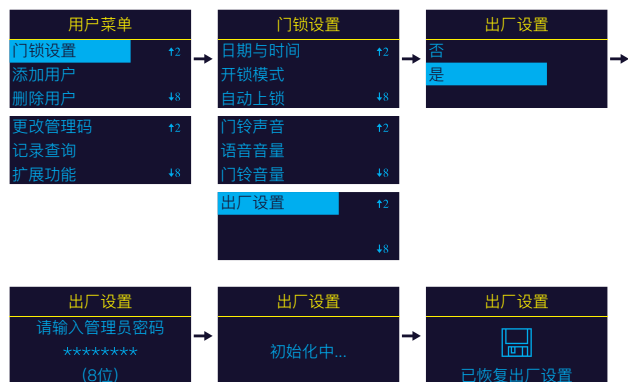 用户菜单
门锁设置 ↑2
添加用户
删除用户 ↓8
更改管理码 ↑2
记录查询
扩展功能 ↓8
门锁设置
日期与时间 ↑2
开锁模式
自动上锁 ↓8
门铃声音 ↑2
语音音量
门铃音量 ↓8
出厂设置 ↑2
↓8
出厂设置
否
是
出厂设置
请输入管理员密码
********
(8位)
出厂设置
初始化中...
出厂设置
已恢复出厂设置